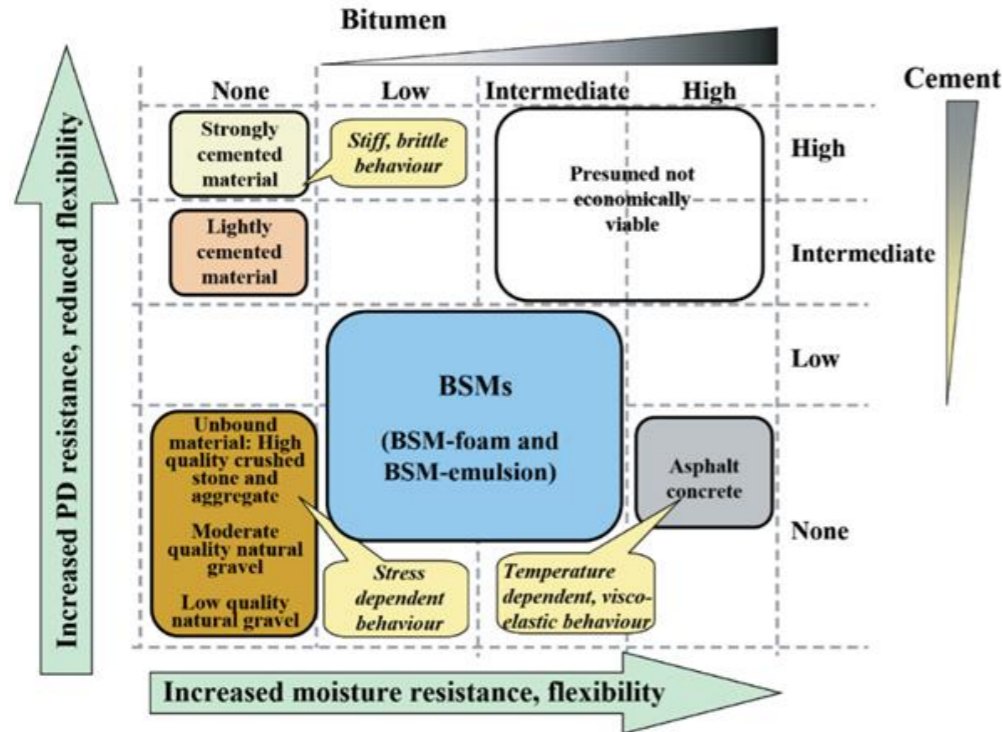 Bitumen
Cement
None
Low
Intermediate
High
Strongly
cemented
material
Stiff, brittle
behaviour
Presumed not
economically
viable
High
Lightly
cemented
material
Intermediate
BSMs
(BSM-foam and
BSM-emulsion)
Low
Unbound
material: High
quality crushed
stone and
aggregate
Moderate
quality natural
gravel
Low quality
natural gravel
Stress
dependent
behaviour
Temperature
dependent, visco-
elastic behaviour
Asphalt
concrete
None
Increased PD resistance, reduced flexibility
Increased moisture resistance, flexibility